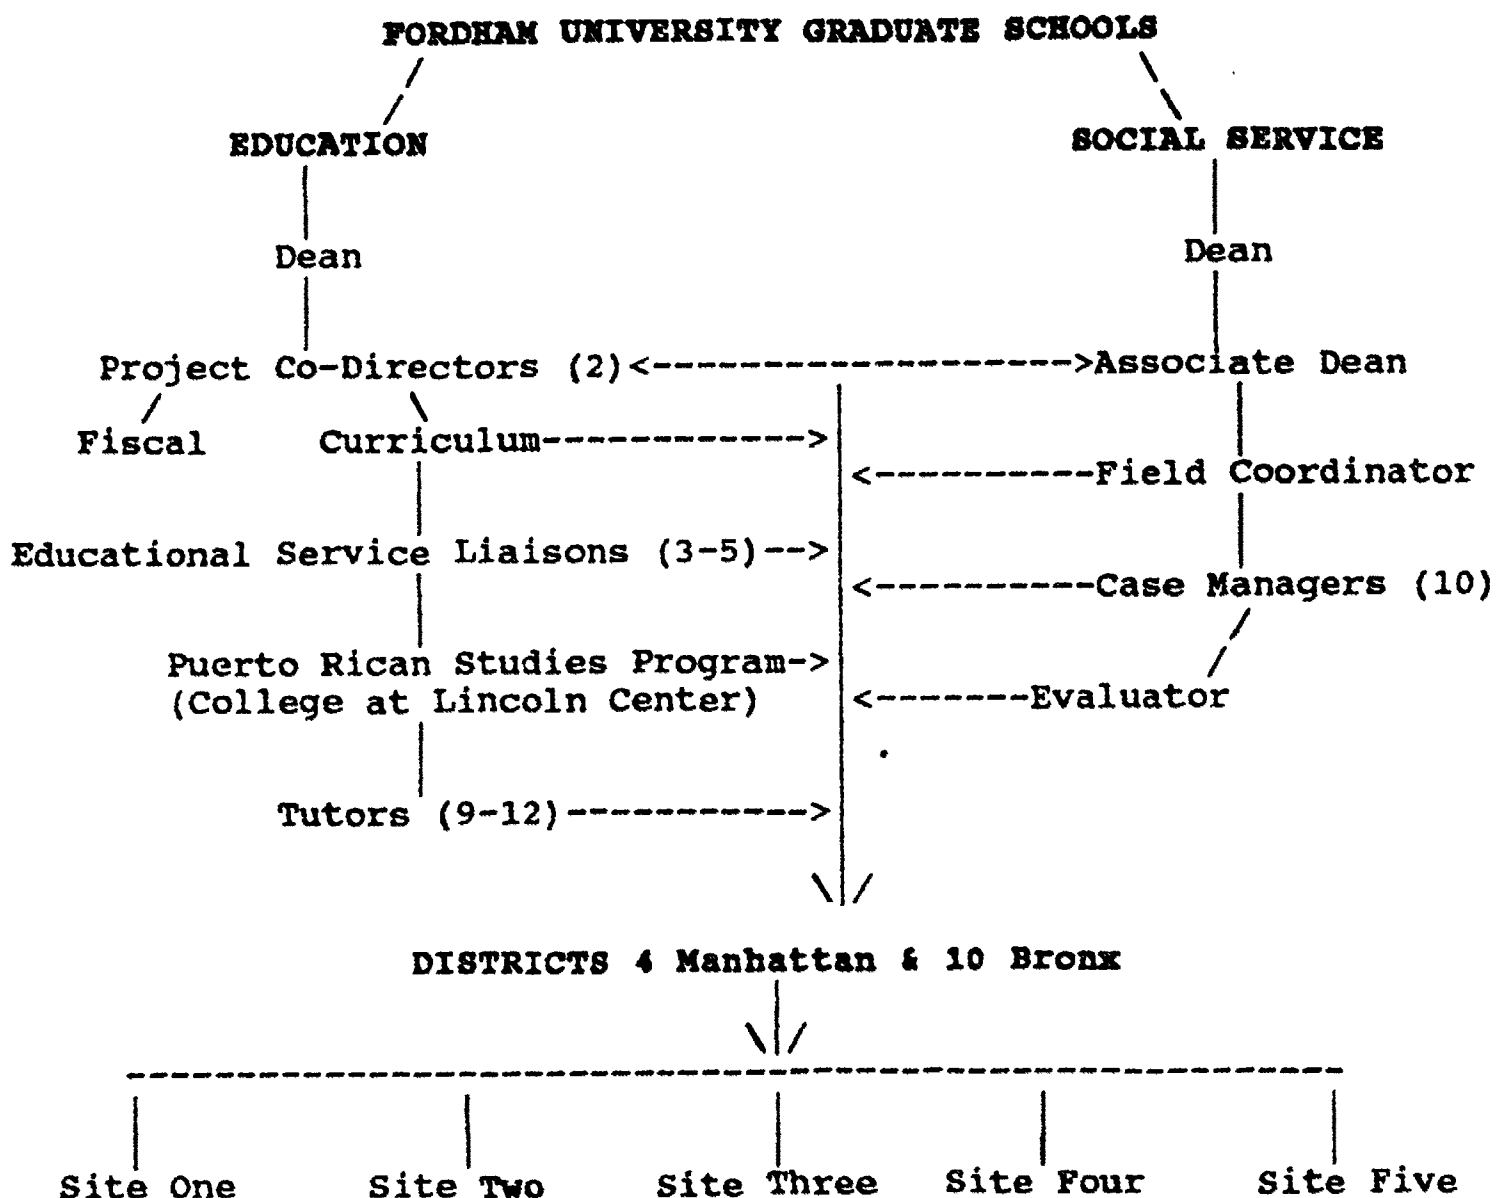 FORDHAM UNIVERSITY GRADUATE SCHOOLS
EDUCATION
SOCIAL SERVICE
Dean
Dean
Project Co-Directors (2)<-------------------->Associate Dean
Fiscal
Curriculum------------>
<----------Field Coordinator
Educational Service Liaisons (3-5)-->
<----------Case Managers (10)
Puerto Rican Studies Program->
(College at Lincoln Center)
<-------Evaluator
Tutors (9-12)----------->
DISTRICTS 4 Manhattan & 10 Bronx
Site One
Site Two
Site Three
Site Four
Site Five